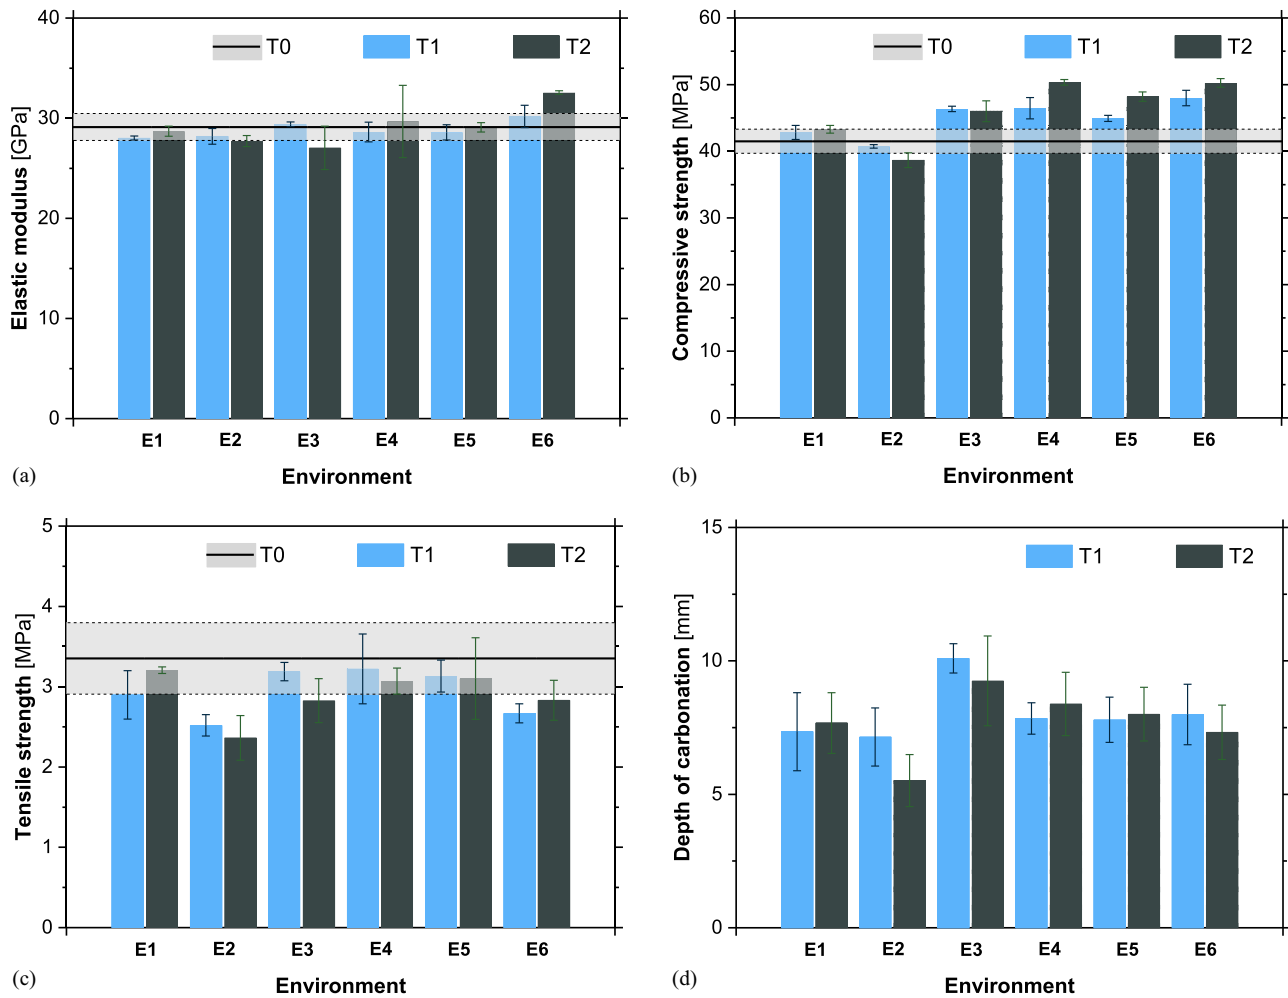 40
30
20
10
0
Elastic modulus [GPa]
T0
T1
T2
E1
E2
E3
E4
E5
E6
Environment
(a)
60
50
40
30
20
10
0
Compressive strength [MPa]
T0
T1
T2
E1
E2
E3
E4
E5
E6
Environment
(b)
5
4
3
2
1
0
Tensile strength [MPa]
T0
T1
T2
E1
E2
E3
E4
E5
E6
Environment
(c)
15
10
5
0
Depth of carbonation [mm]
T1
T2
E1
E2
E3
E4
E5
E6
Environment
(d)